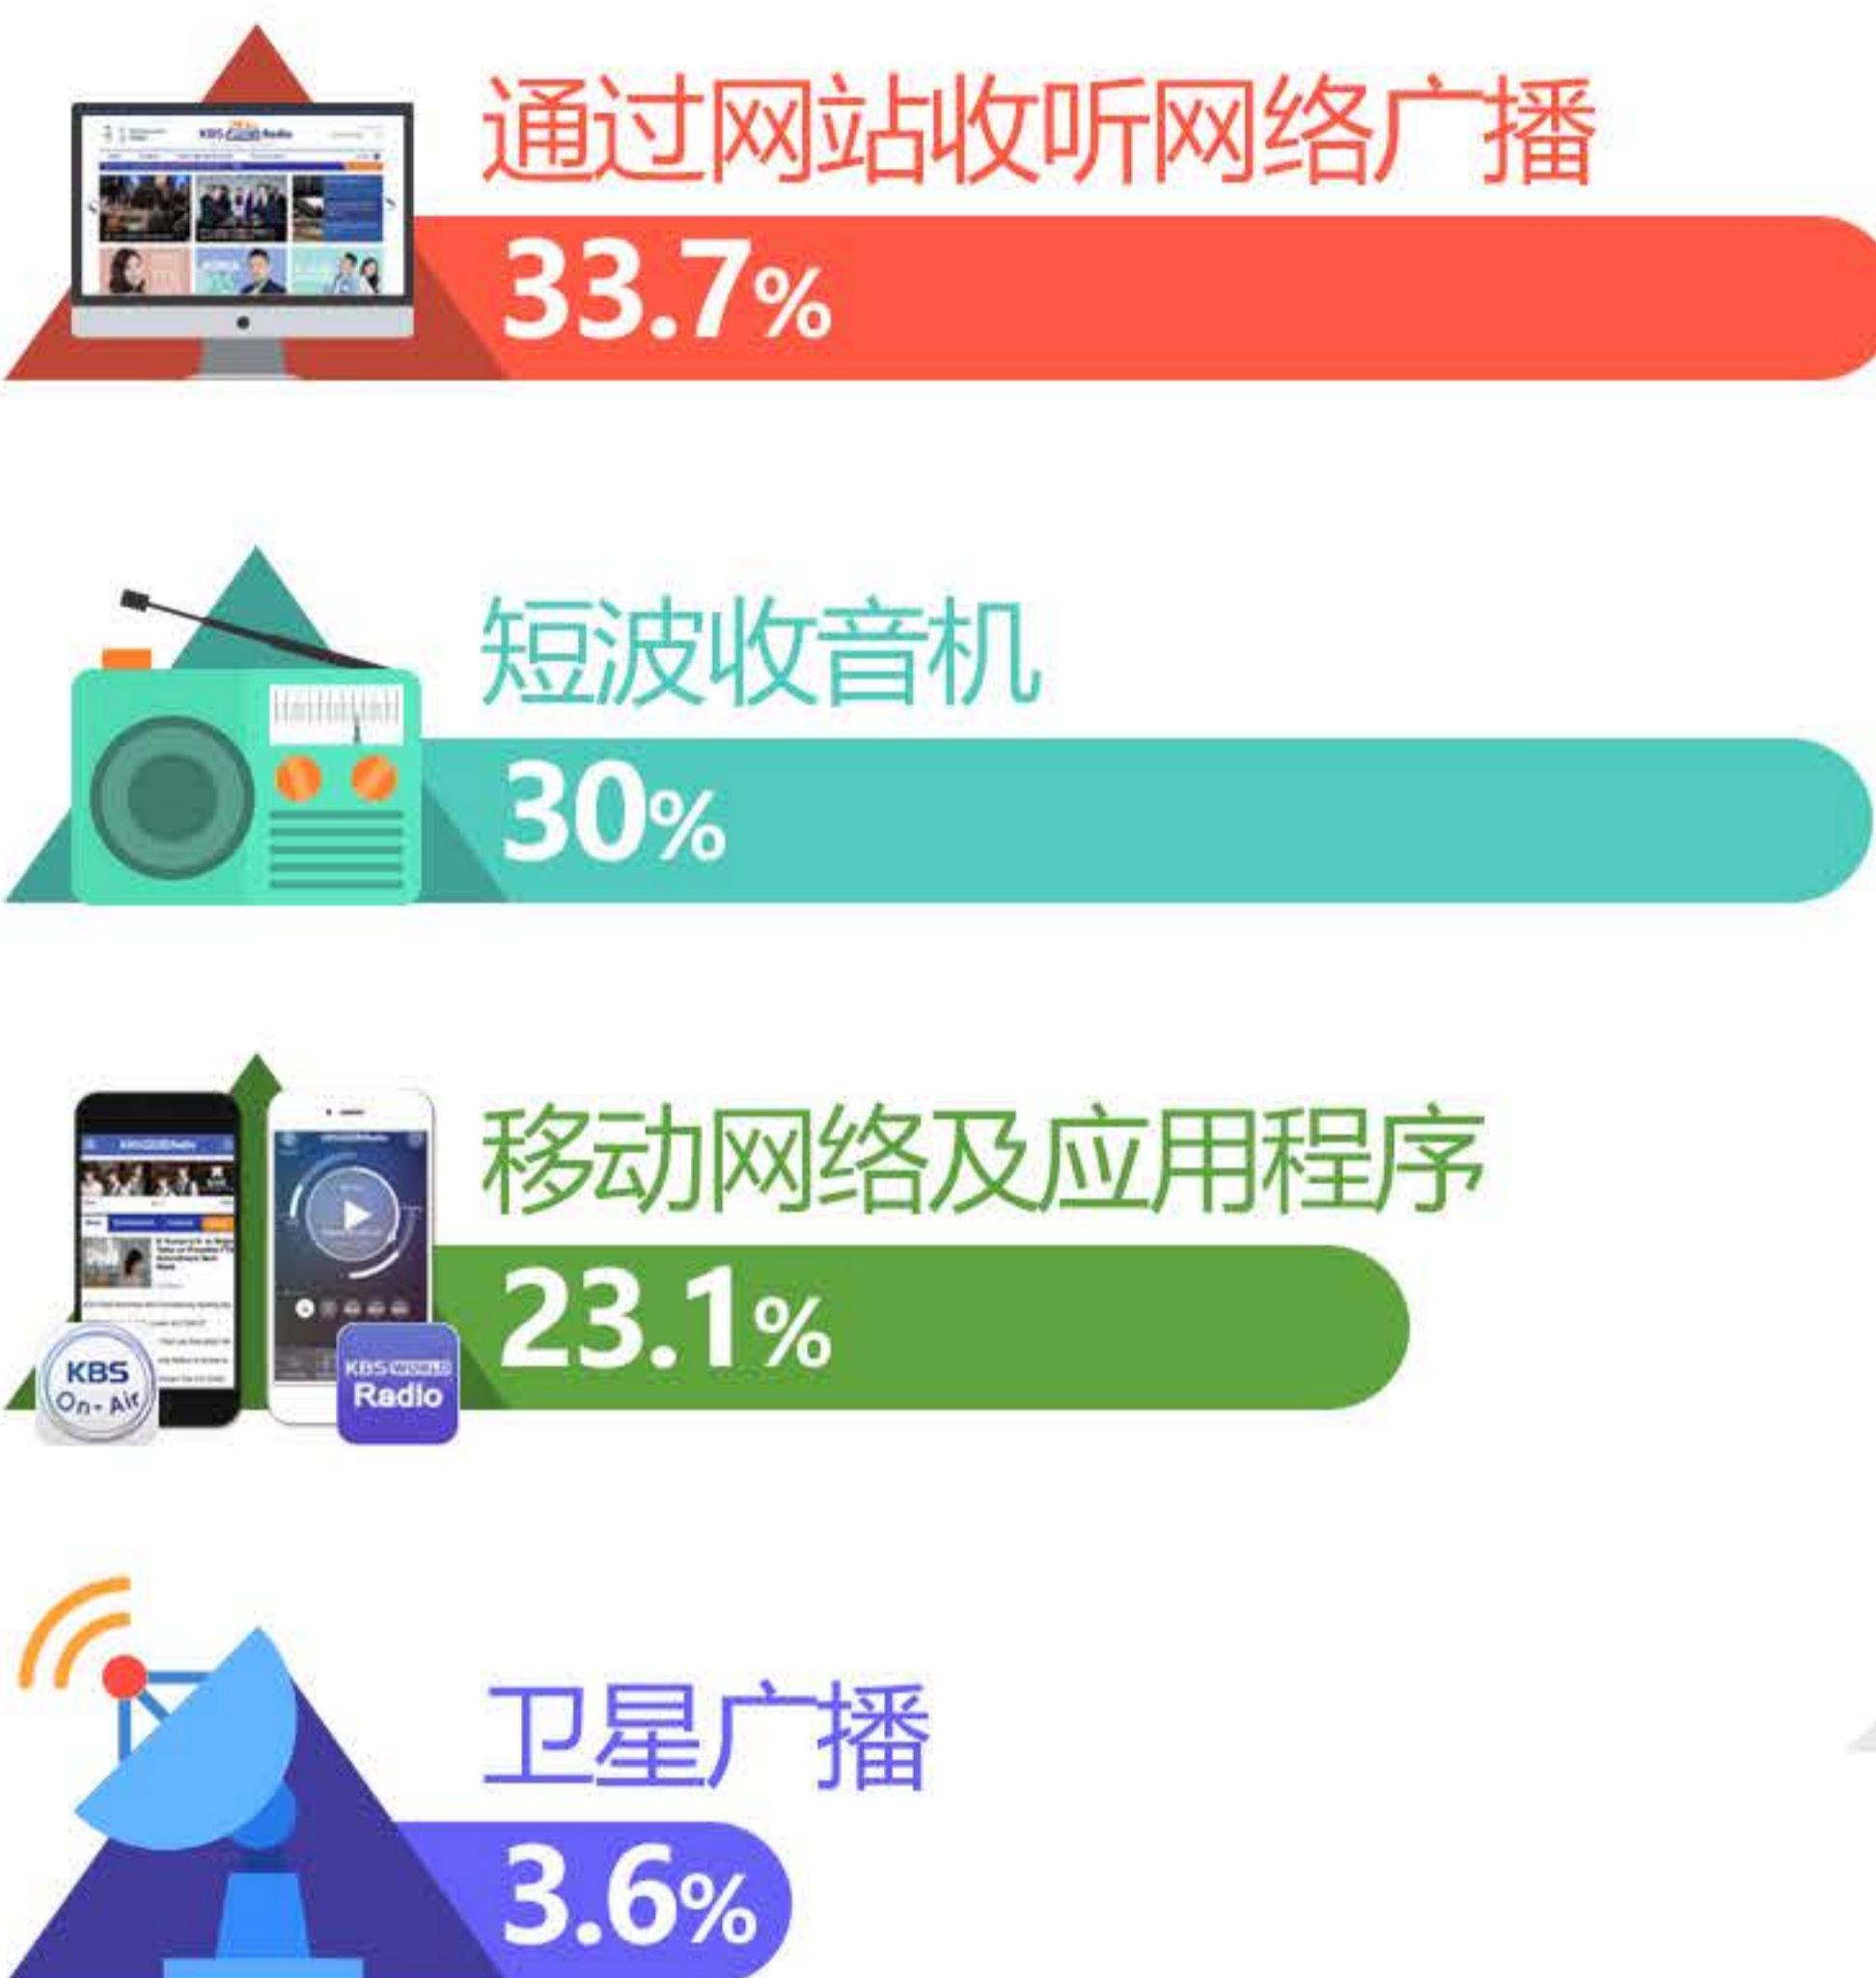 通过网站收听网络广播
33.7%
短波收音机
30%
移动网络及应用程序
23.1%
KBS
On-Air
KBS WORLD
Radio
卫星广播
3.6%